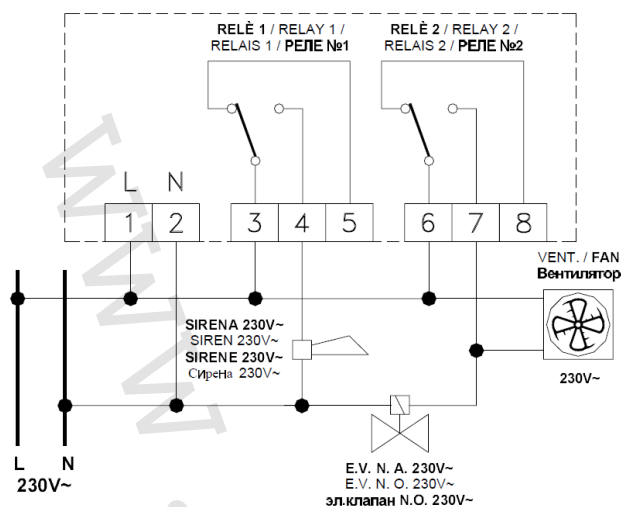 RELÈ 1 / RELAY 1 /
RELAIS 1 / РЕЛЕ №1
RELÈ 2 / RELAY 2 /
RELAIS 2 / РЕЛЕ №2
L N
1 2 3 4 5 6 7 8
VENT. / FAN
Вентилятор
230V~
SIRENA 230V~
SIREN 230V~
SIRENE 230V~
Сирена 230V~
L N
230V~
E.V. N. A. 230V~
E.V. N. O. 230V~
эл.клапан N.O. 230V~
www.